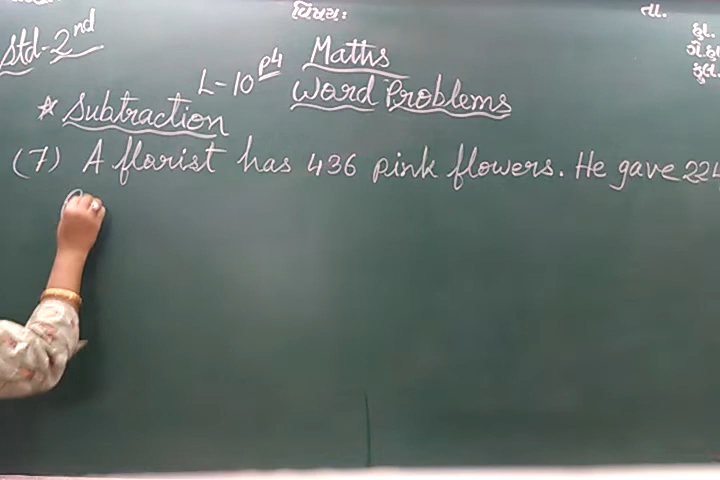 વિષય: તા.
Std-2nd
કુલ.
Maths
L-10 P4
Word Problems
* Subtraction
(7) A florist has 436 pink flowers. He gave 224